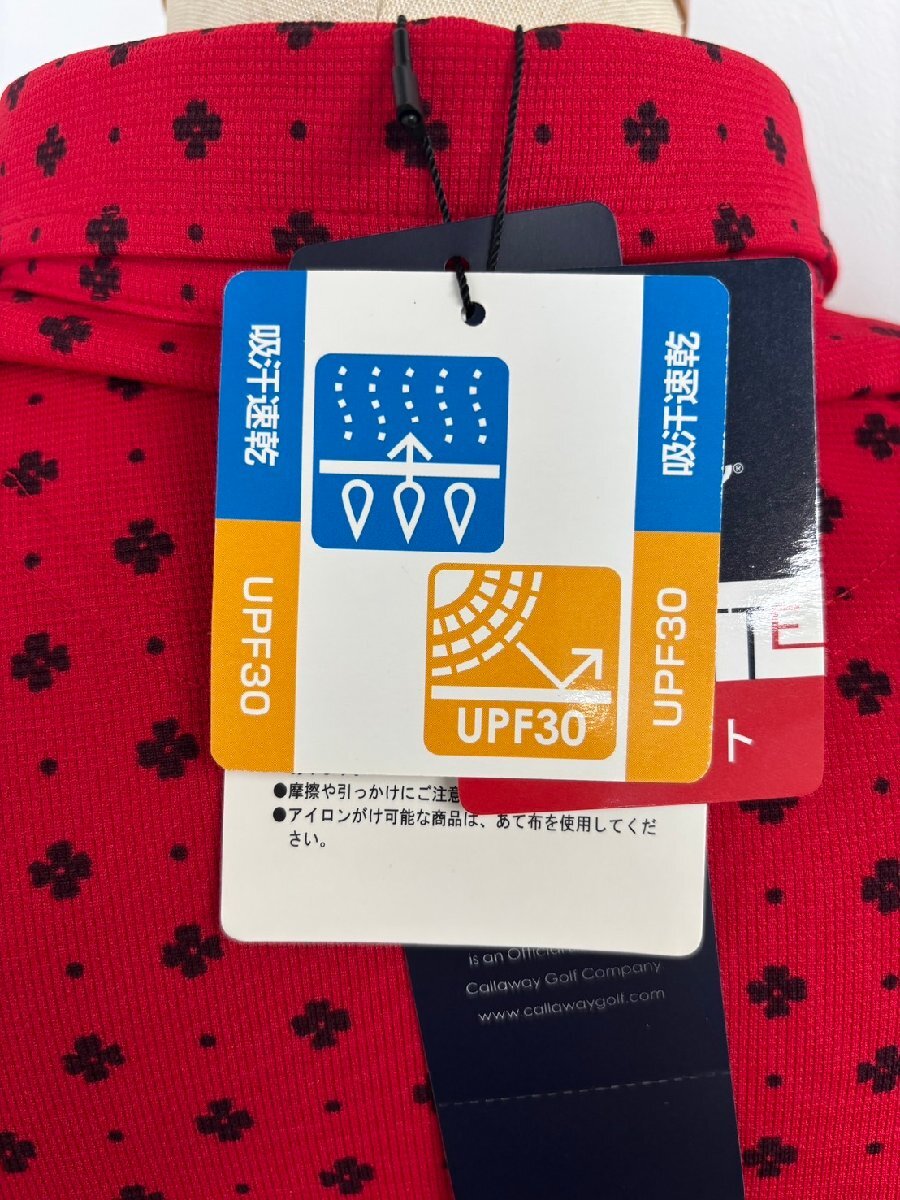 吸汗速乾
吸汗速乾
UPF30
UPF30
UPF30
●摩擦や引っかけにご注意
●アイロンがけ可能な商品は、あて布を使用してくだ
さい。
is an Official
Callaway Golf Company
www.callawaygolf.com